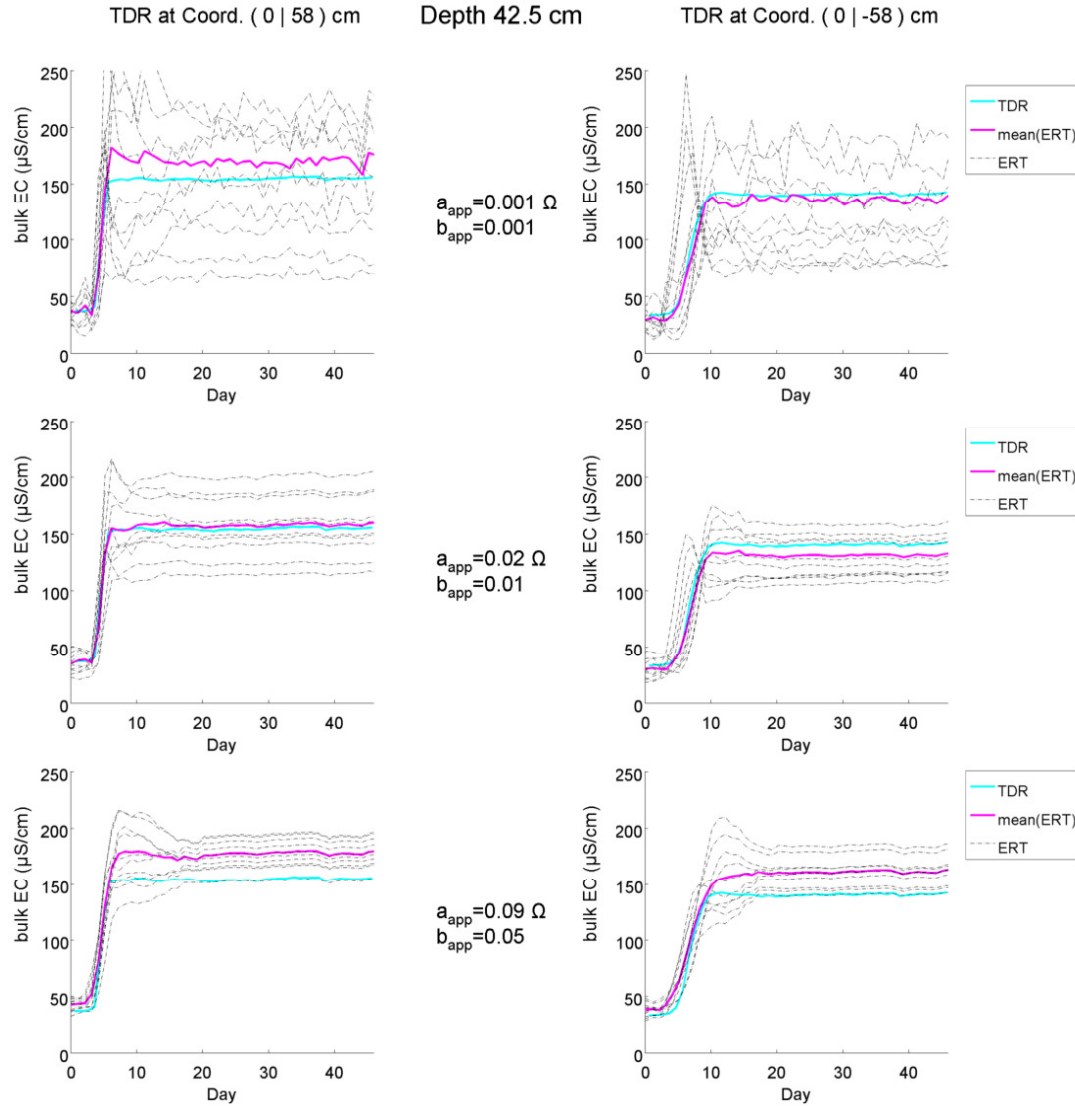 TDR at Coord. ( 0 | 58 ) cm
Depth 42.5 cm
TDR at Coord. ( 0 | -58 ) cm
bulk EC (µS/cm)
250
200
150
100
50
0
0 10 20 30 40
Day
a_app=0.001 Ω
b_app=0.001
bulk EC (µS/cm)
250
200
150
100
50
0
0 10 20 30 40
Day
TDR
mean(ERT)
ERT
bulk EC (µS/cm)
250
200
150
100
50
0
0 10 20 30 40
Day
a_app=0.02 Ω
b_app=0.01
bulk EC (µS/cm)
250
200
150
100
50
0
0 10 20 30 40
Day
TDR
mean(ERT)
ERT
bulk EC (µS/cm)
250
200
150
100
50
0
0 10 20 30 40
Day
a_app=0.09 Ω
b_app=0.05
bulk EC (µS/cm)
250
200
150
100
50
0
0 10 20 30 40
Day
TDR
mean(ERT)
ERT